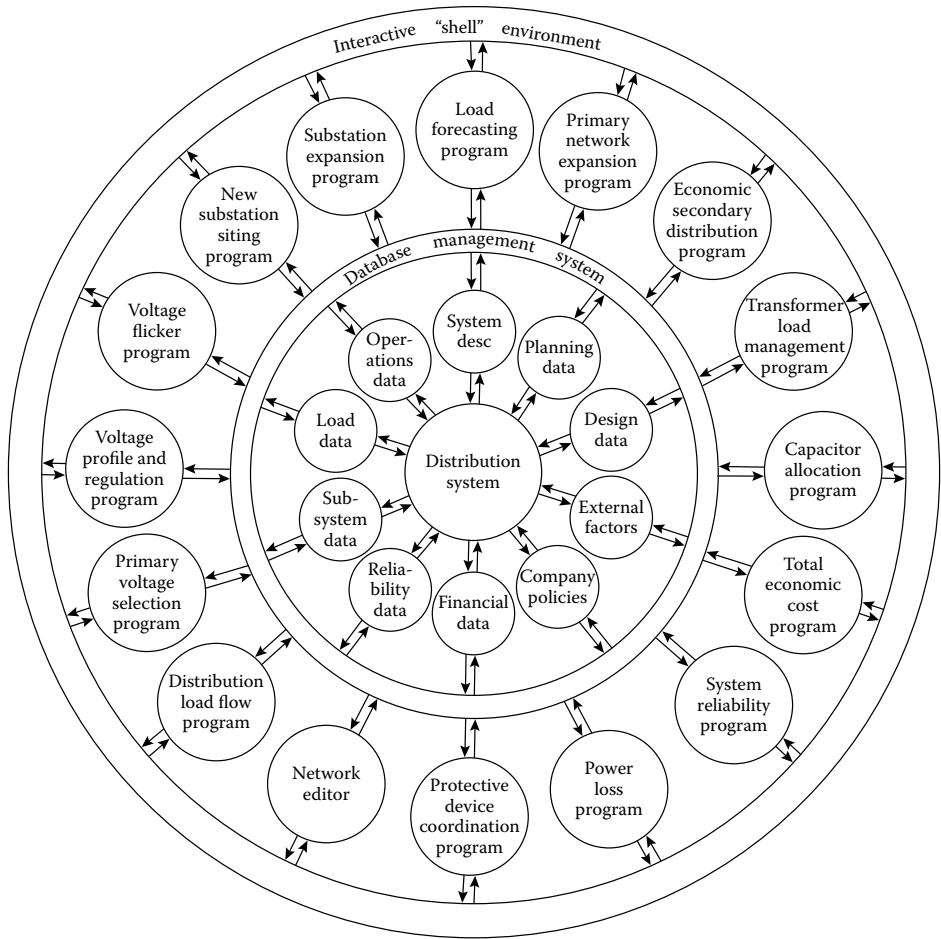 Interactive “shell” environment
Load
forecasting
program
Primary
network
expansion
program
Economic
secondary
distribution
program
Transformer
load
management
program
Capacitor
allocation
program
Total
economic
cost
program
System
reliability
program
Power
loss
program
Protective
device
coordination
program
Network
editor
Distribution
load flow
program
Primary
voltage
selection
program
Voltage
profile and
regulation
program
Voltage
flicker
program
New
substation
siting
program
Substation
expansion
program
Database management system
System
desc
Planning
data
Design
data
External
factors
Company
policies
Financial
data
Relia-
bility
data
Sub-
system
data
Load
data
Oper-
ations
data
Distribution
system